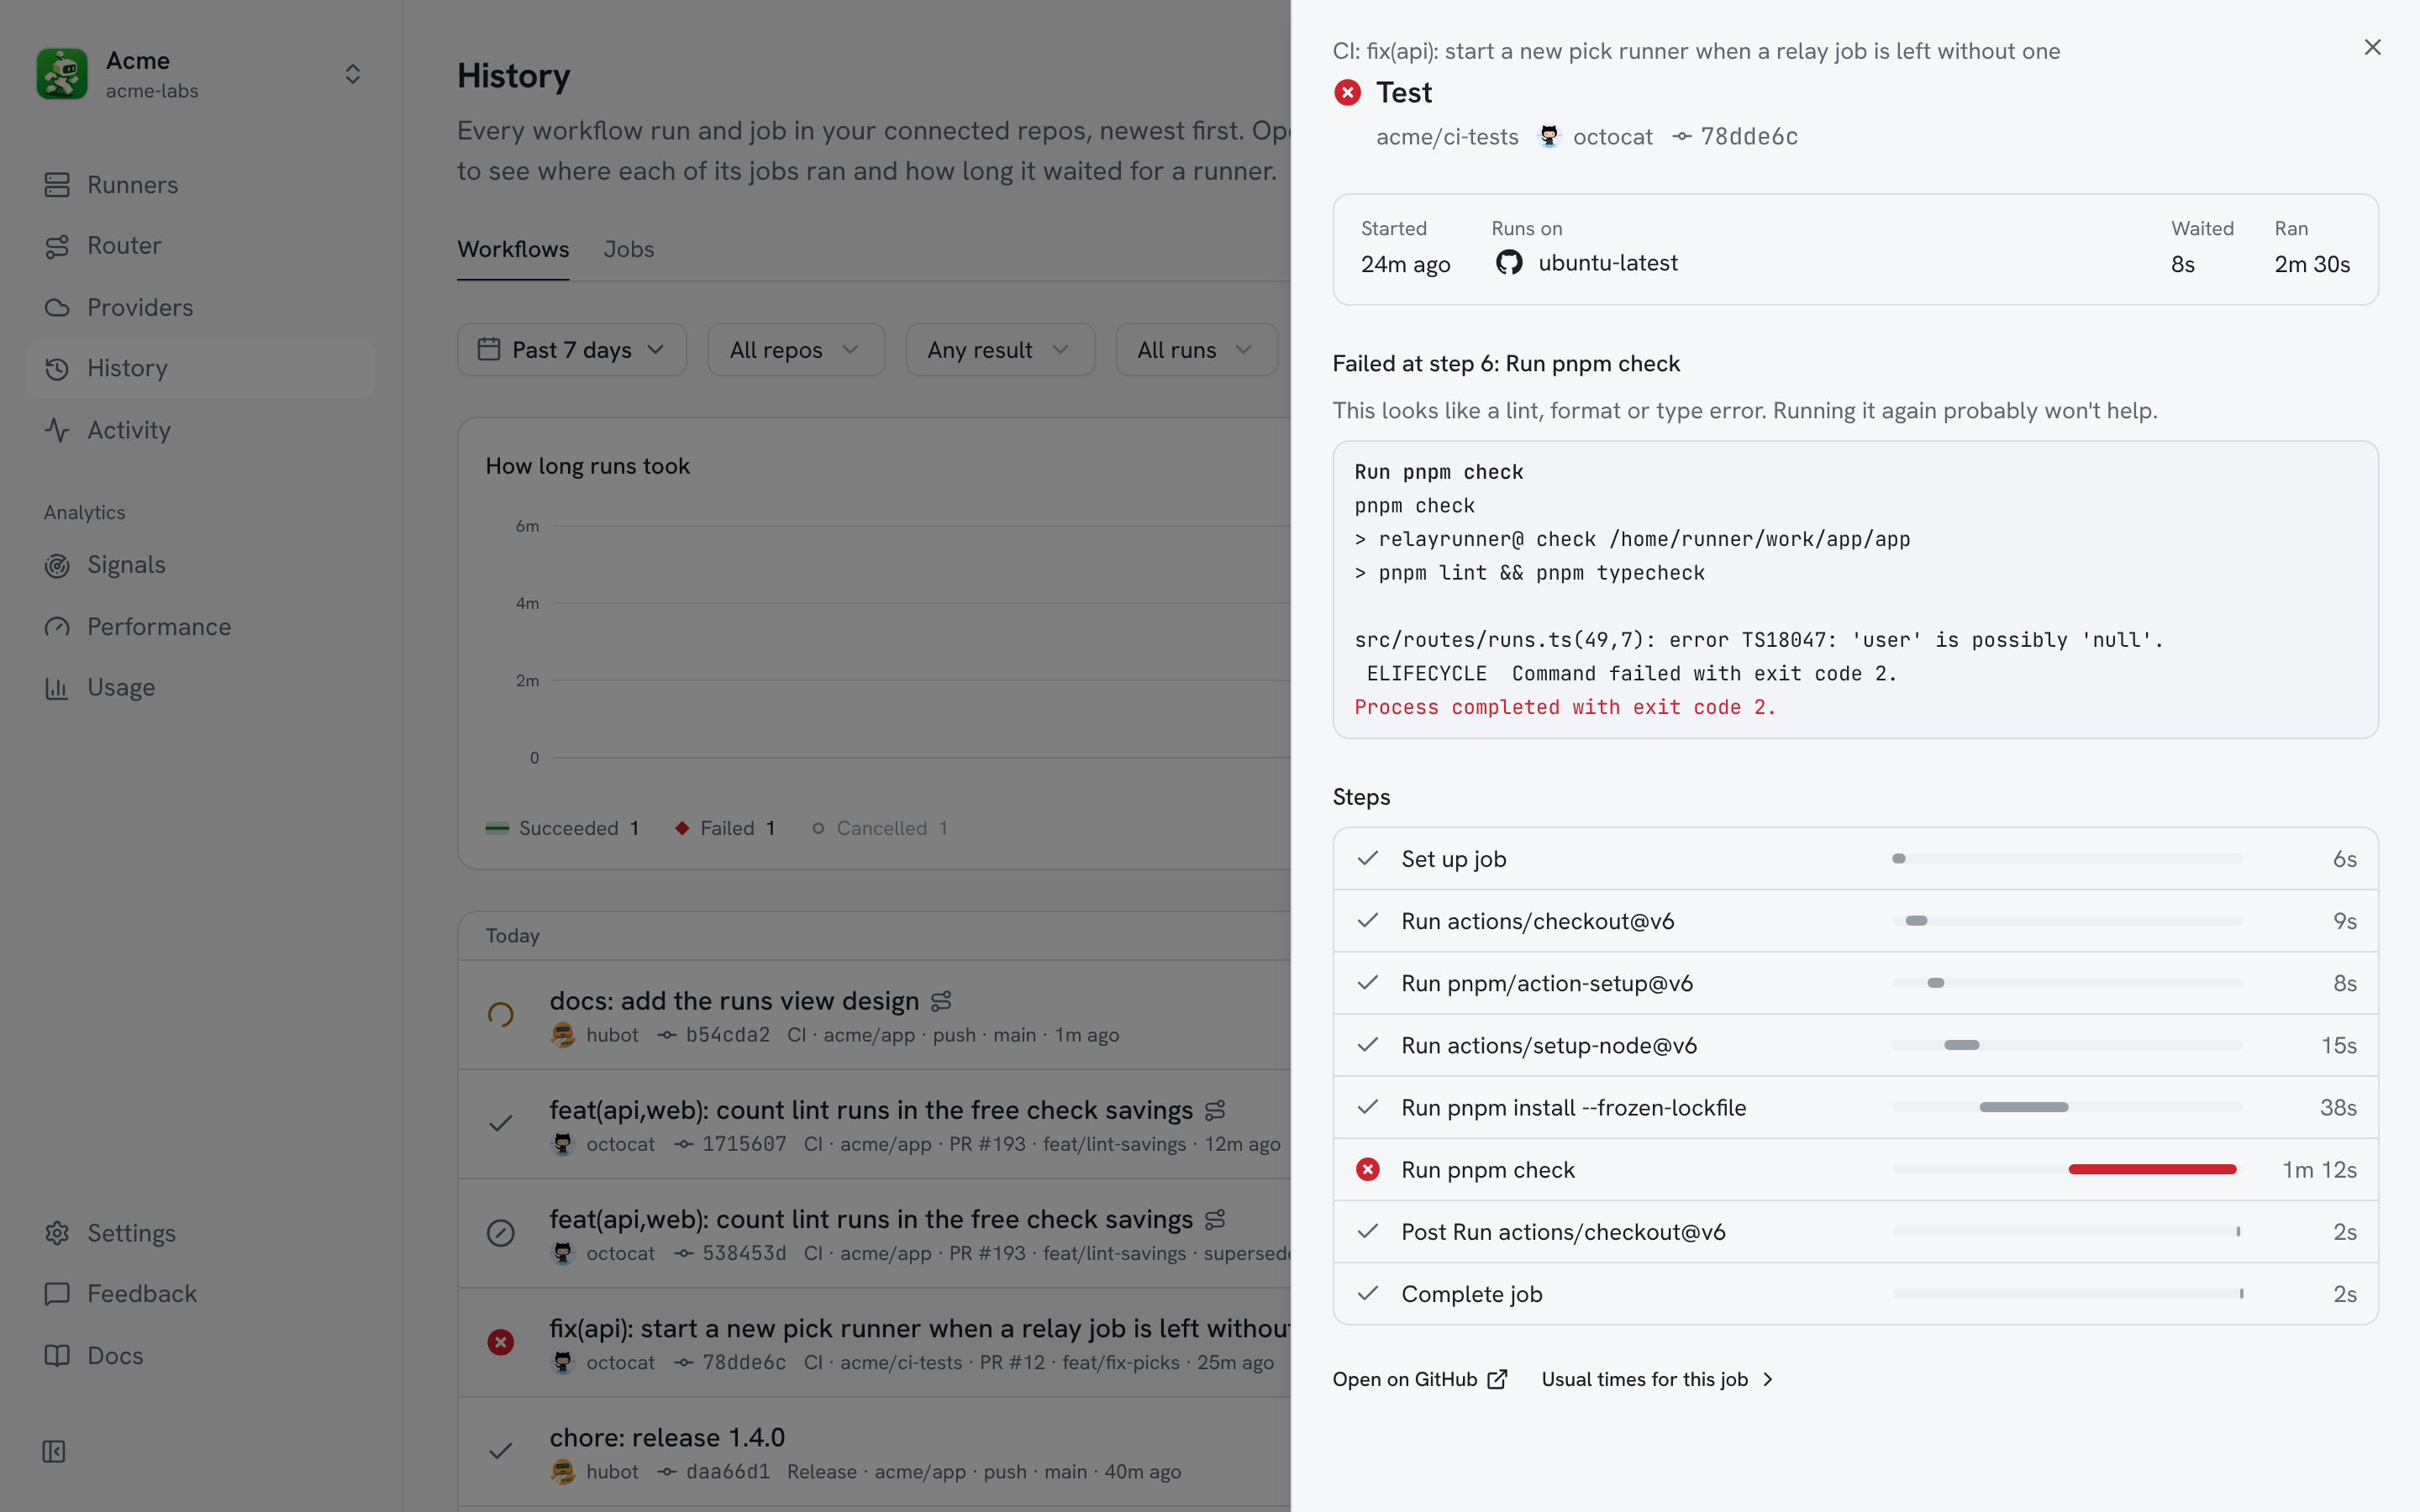 Acme
acme-labs
Runners
Router
Providers
History
Activity
Analytics
Signals
Performance
Usage
Settings
Feedback
Docs
History
Every workflow run and job in your connected repos, newest first.
to see where each of its jobs ran and how long it waited for a runner.
Workflows Jobs
Past 7 days All repos Any result All runs
How long runs took
6m
4m
2m
0
Succeeded 1 Failed 1 Cancelled 1
Today
docs: add the runs view design
hubot b54cda2 CI · acme/app · push · main · 1m ago
feat(api,web): count lint runs in the free check savings
octocat 1715607 CI · acme/app · PR #193 · feat/lint-savings · 12m ago
feat(api,web): count lint runs in the free check savings
octocat 538453d CI · acme/app · PR #193 · feat/lint-savings ·
fix(api): start a new pick runner when a relay job is left
octocat 78dde6c CI · acme/ci-tests · PR #12 · feat/fix-picks · 25m ago
chore: release 1.4.0
hubot daa66d1 Release · acme/app · push · main · 40m ago
CI: fix(api): start a new pick runner when a relay job is left without one
Test
acme/ci-tests octocat 78dde6c
Started Runs on Waited Ran
24m ago ubuntu-latest 8s 2m 30s
Failed at step 6: Run pnpm check
This looks like a lint, format or type error. Running it again probably won't help.
Run pnpm check
pnpm check
> relayrunner@ check /home/runner/work/app/app
> pnpm lint && pnpm typecheck
src/routes/runs.ts(49,7): error TS18047: 'user' is possibly 'null'.
ELIFECYCLE  Command failed with exit code 2.
Process completed with exit code 2.
Steps
Set up job 6s
Run actions/checkout@v6 9s
Run pnpm/action-setup@v6 8s
Run actions/setup-node@v6 15s
Run pnpm install --frozen-lockfile 38s
Run pnpm check 1m 12s
Post Run actions/checkout@v6 2s
Complete job 2s
Open on GitHub Usual times for this job